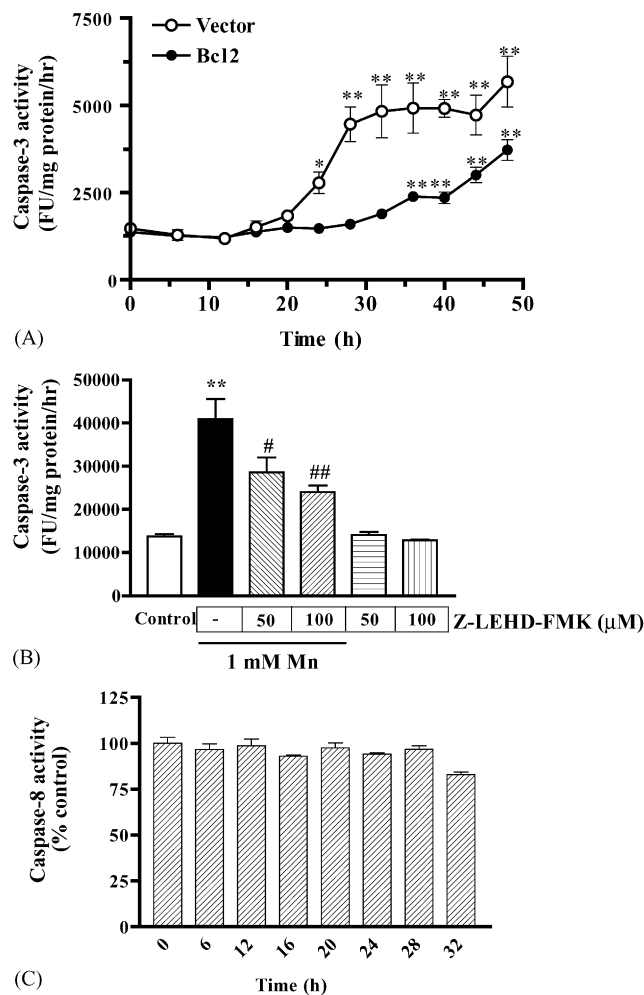 7500
Vector
Bcl2
5000
2500
0
Caspase-3 activity
(FU/mg protein/hr)
* ** ** ** ** ** **
** ** ** **
0 10 20 30 40 50
Time (h)
(A)
50000
40000
30000
20000
10000
0
Caspase-3 activity
(FU/mg protein/hr)
**
#
##
Control - 50 100 50 100 Z-LEHD-FMK (μM)
1 mM Mn
(B)
125
100
75
50
25
0
Caspase-8 activity
(% control)
0 6 12 16 20 24 28 32
Time (h)
(C)